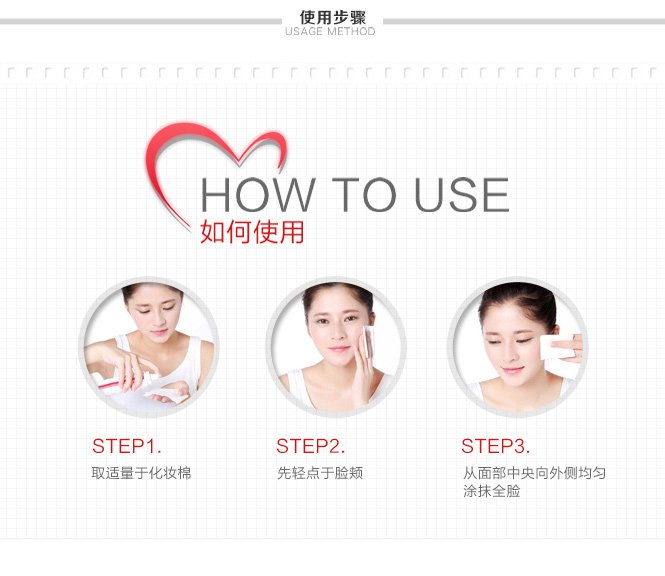 使用步骤
USAGE METHOD
HOW TO USE
如何使用
STEP1.
取适量于化妆棉
STEP2.
先轻点于脸颊
STEP3.
从面部中央向外侧均匀
涂抹全脸